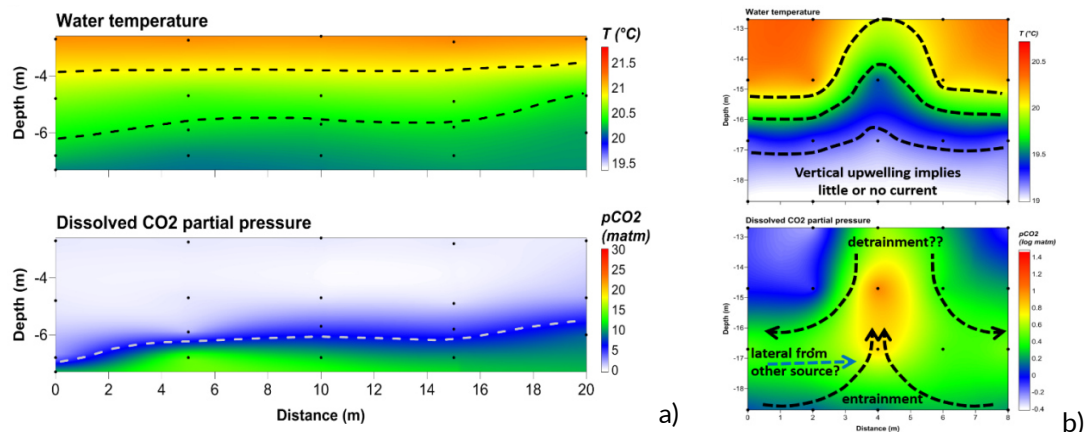 Water temperature
T (°C)
21.5
21.0
20.5
20.0
19.5
Depth (m)
-4
-6
Dissolved CO2 partial pressure
pCO2
(matm)
30
25
20
15
10
5
0
Depth (m)
-4
-6
0
2
4
6
8
10
12
14
16
18
20
Distance (m)
a)
Water temperature
-13
-14
-15
-16
-17
-18
Depth (m)
T (°C)
20.5
20
19.5
19
Vertical upwelling implies
little or no current
Dissolved CO2 partial pressure
-13
-14
-15
-16
-17
-18
Depth (m)
pCO2
(log matm)
1.4
1.2
1
0.8
0.6
0.4
0.2
0
-0.2
-0.4
detrainment??
lateral from
other source?
entrainment
0
1
2
3
4
5
6
7
8
Distance (m)
b)